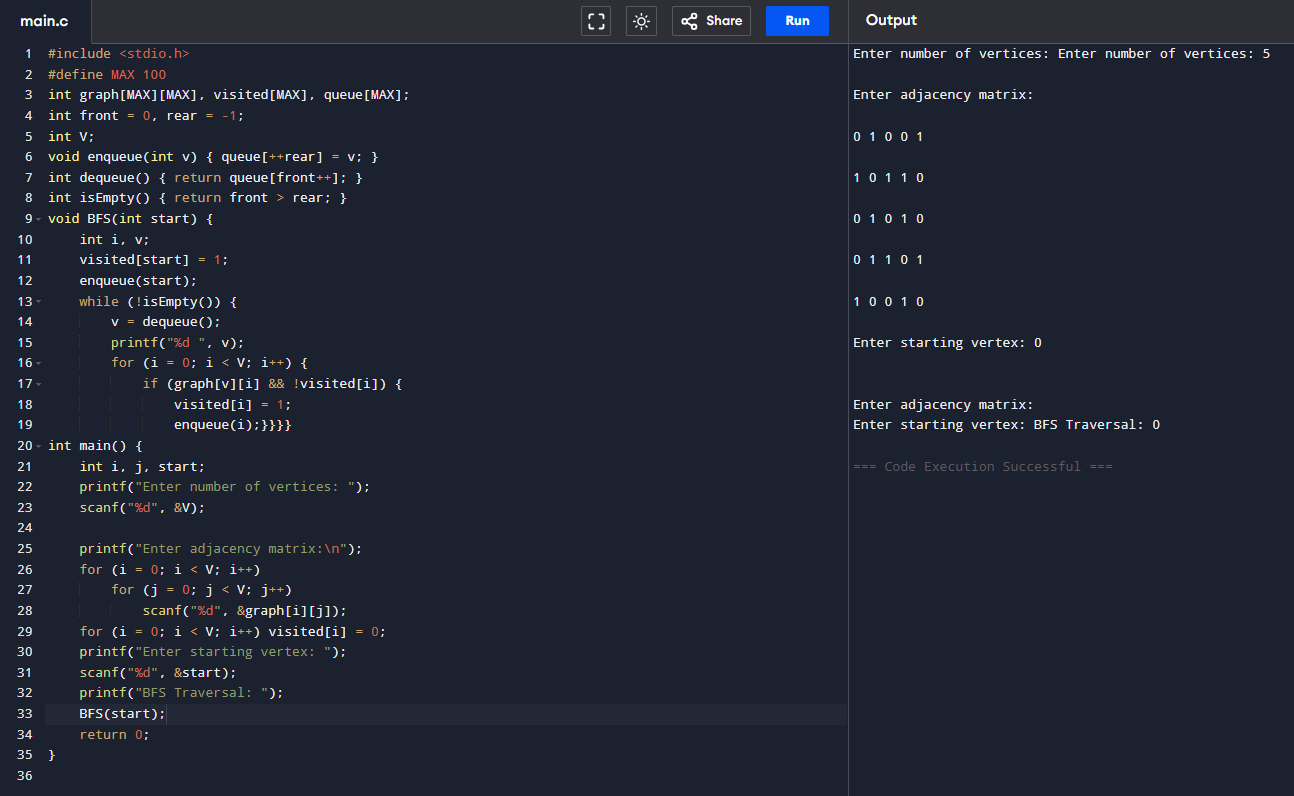 main.c
Share
Run
Output
1 #include <stdio.h>
2 #define MAX 100
3 int graph[MAX][MAX], visited[MAX], queue[MAX];
4 int front = 0, rear = -1;
5 int V;
6 void enqueue(int v) { queue[++rear] = v; }
7 int dequeue() { return queue[front++]; }
8 int isEmpty() { return front > rear; }
9 void BFS(int start) {
10     int i, v;
11     visited[start] = 1;
12     enqueue(start);
13     while (!isEmpty()) {
14         v = dequeue();
15         printf("%d ", v);
16         for (i = 0; i < V; i++) {
17             if (graph[v][i] && !visited[i]) {
18                 visited[i] = 1;
19                 enqueue(i);}}}}
20 int main() {
21     int i, j, start;
22     printf("Enter number of vertices: ");
23     scanf("%d", &V);
24
25     printf("Enter adjacency matrix:\n");
26     for (i = 0; i < V; i++)
27         for (j = 0; j < V; j++)
28             scanf("%d", &graph[i][j]);
29     for (i = 0; i < V; i++) visited[i] = 0;
30     printf("Enter starting vertex: ");
31     scanf("%d", &start);
32     printf("BFS Traversal: ");
33     BFS(start);
34     return 0;
35 }
36
Enter number of vertices: Enter number of vertices: 5
Enter adjacency matrix:
0 1 0 0 1
1 0 1 1 0
0 1 0 1 0
0 1 1 0 1
1 0 0 1 0
Enter starting vertex: 0
Enter adjacency matrix:
Enter starting vertex: BFS Traversal: 0
=== Code Execution Successful ===